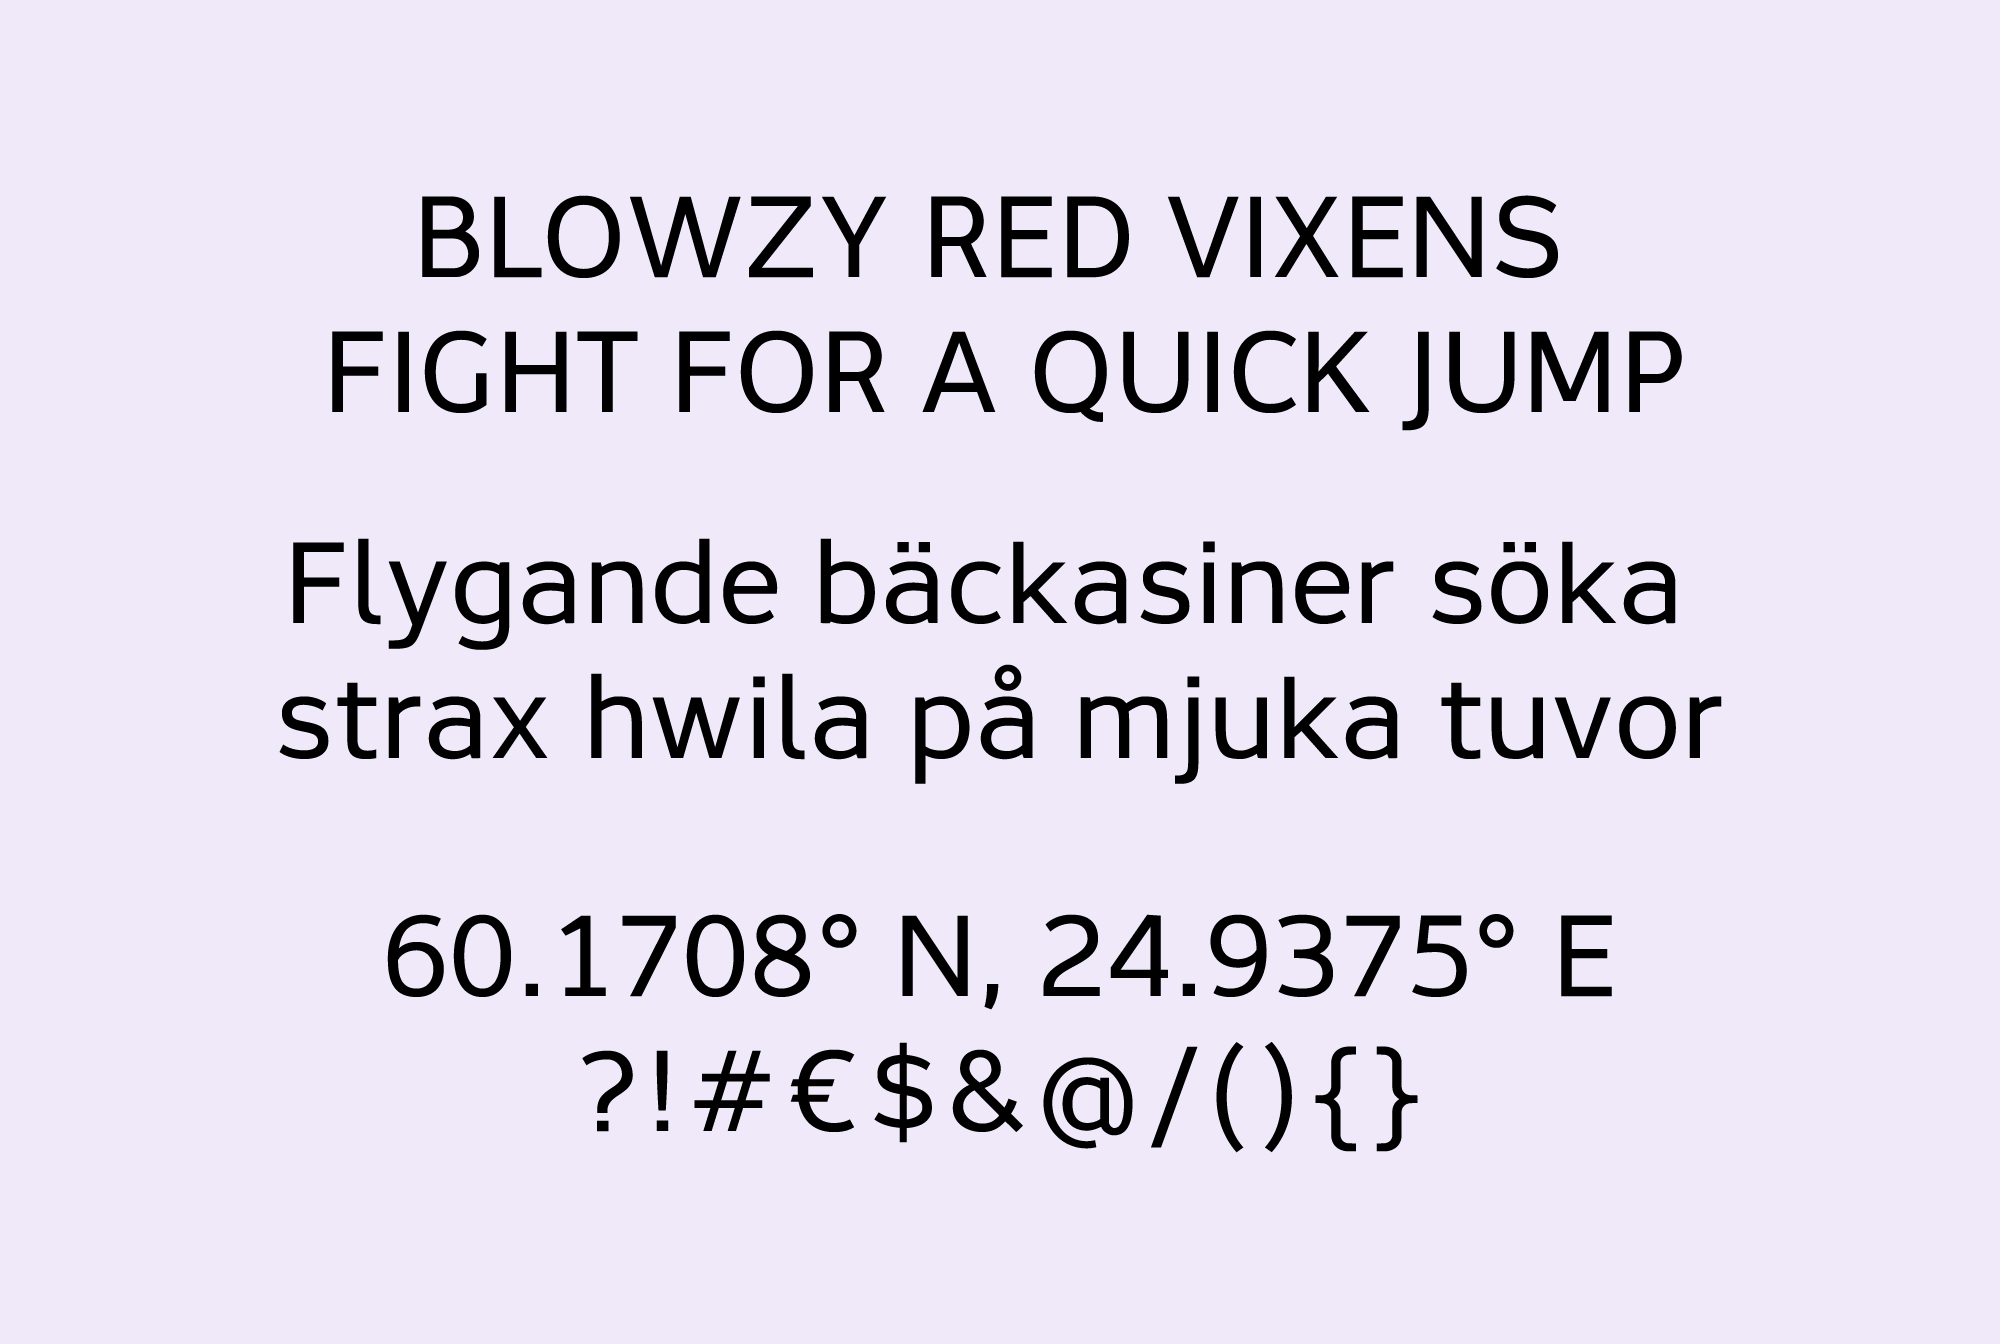 BLOWZY RED VIXENS
FIGHT FOR A QUICK JUMP
Flygande bäckasiner söka
strax hwila på mjuka tuvor
60.1708° N, 24.9375° E
?!#€$&@/(){}